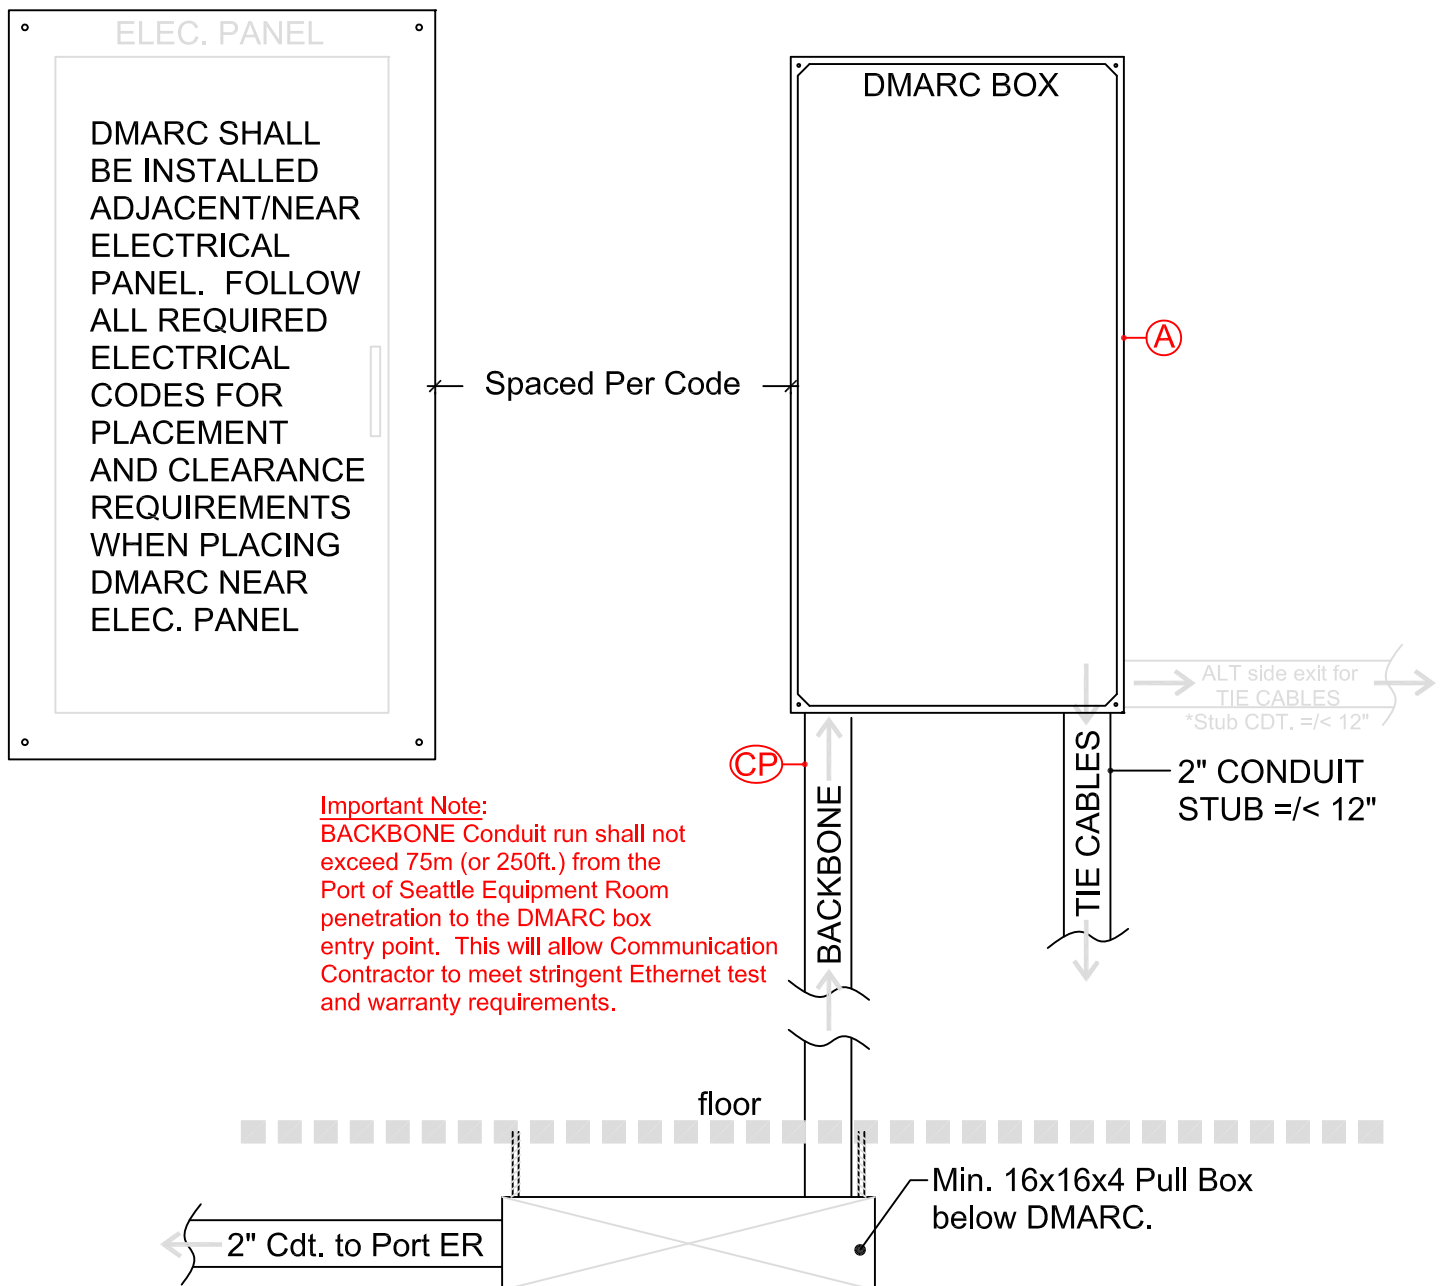 ELEC. PANEL
DMARC SHALL
BE INSTALLED
ADJACENT/NEAR
ELECTRICAL
PANEL.  FOLLOW
ALL REQUIRED
ELECTRICAL
CODES FOR
PLACEMENT
AND CLEARANCE
REQUIREMENTS
WHEN PLACING
DMARC NEAR
ELEC. PANEL
Spaced Per Code
DMARC BOX
A
ALT side exit for
TIE CABLES
*Stub CDT. =/< 12"
CP
BACKBONE
TIE CABLES
2" CONDUIT
STUB =/< 12"
Important Note:
BACKBONE Conduit run shall not
exceed 75m (or 250ft.) from the
Port of Seattle Equipment Room
penetration to the DMARC box
entry point.  This will allow Communication
Contractor to meet stringent Ethernet test
and warranty requirements.
floor
Min. 16x16x4 Pull Box
below DMARC.
2" Cdt. to Port ER